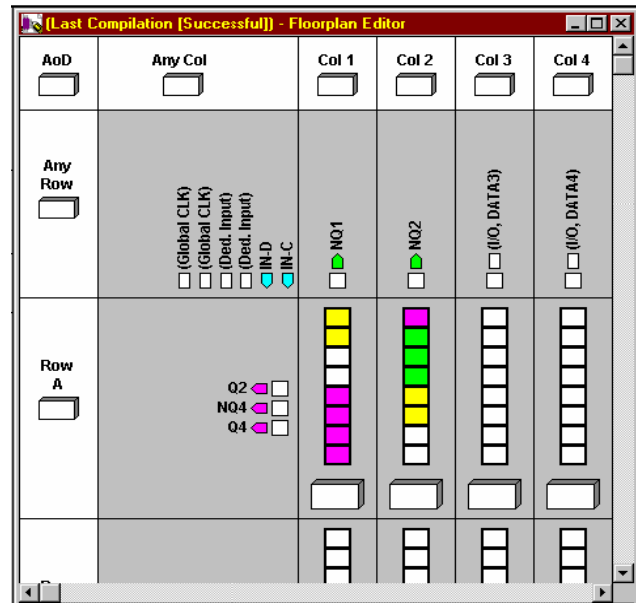 (Last Compilation [Successful]) - Floorplan Editor
AoD
Any Col
Col 1
Col 2
Col 3
Col 4
Any
Row
(Global CLK)
(Global CLK)
(Ded. Input)
(Ded. Input)
IN-D
IN-C
NQ1
NQ2
(I/O, DATA3)
(I/O, DATA4)
Row
A
Q2
NQ4
Q4